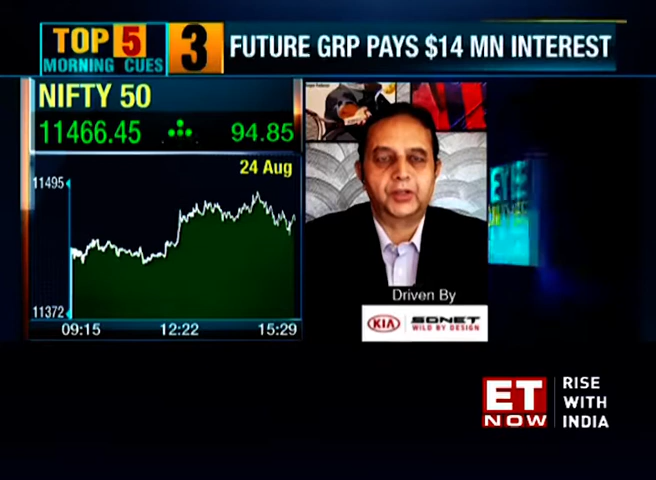 TOP 5
MORNING CUES
3
FUTURE GRP PAYS $14 MN INTEREST
NIFTY 50
11466.45
94.85
24 Aug
11495
11372
09:15
12:22
15:29
Driven By
KIA
SONET
WILD BY DESIGN
ET
NOW
RISE
WITH
INDIA